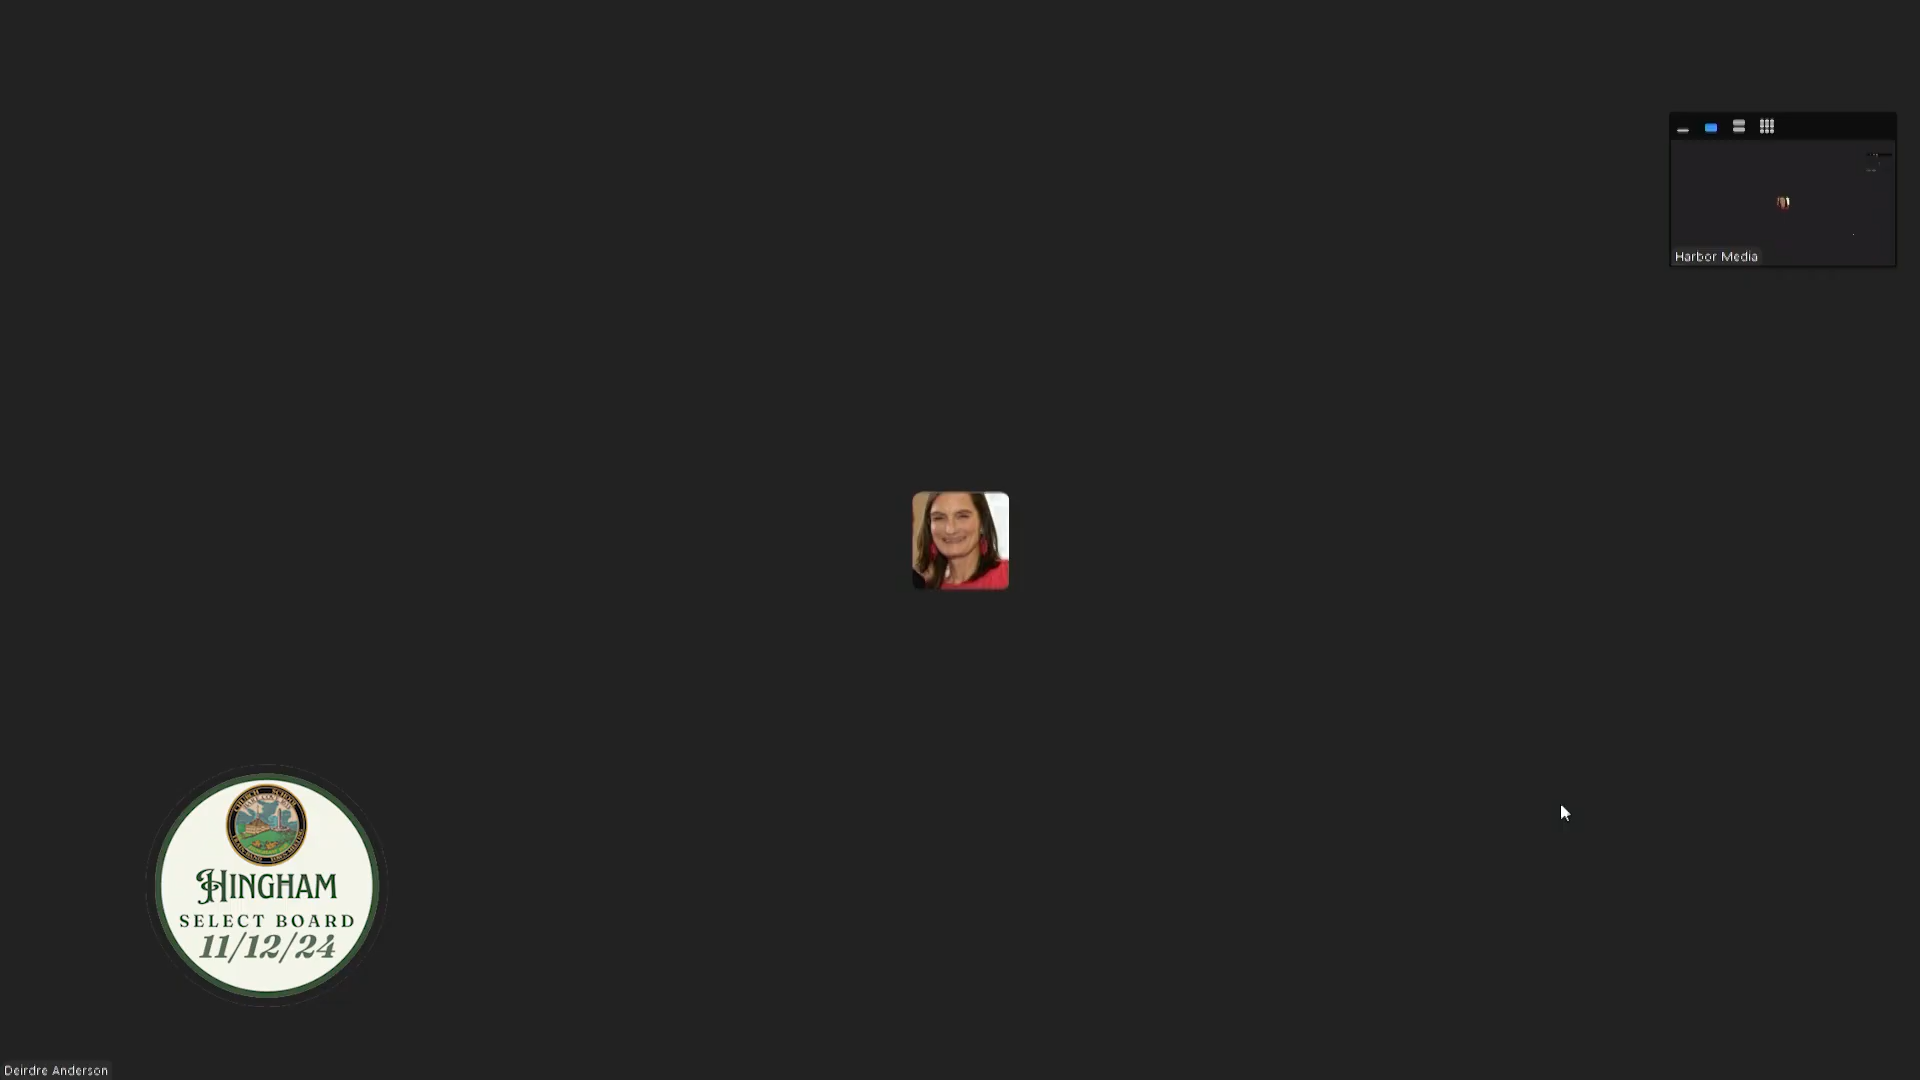 Harbor Media
HINGHAM
SELECT BOARD
11/12/24
Deirdre Anderson